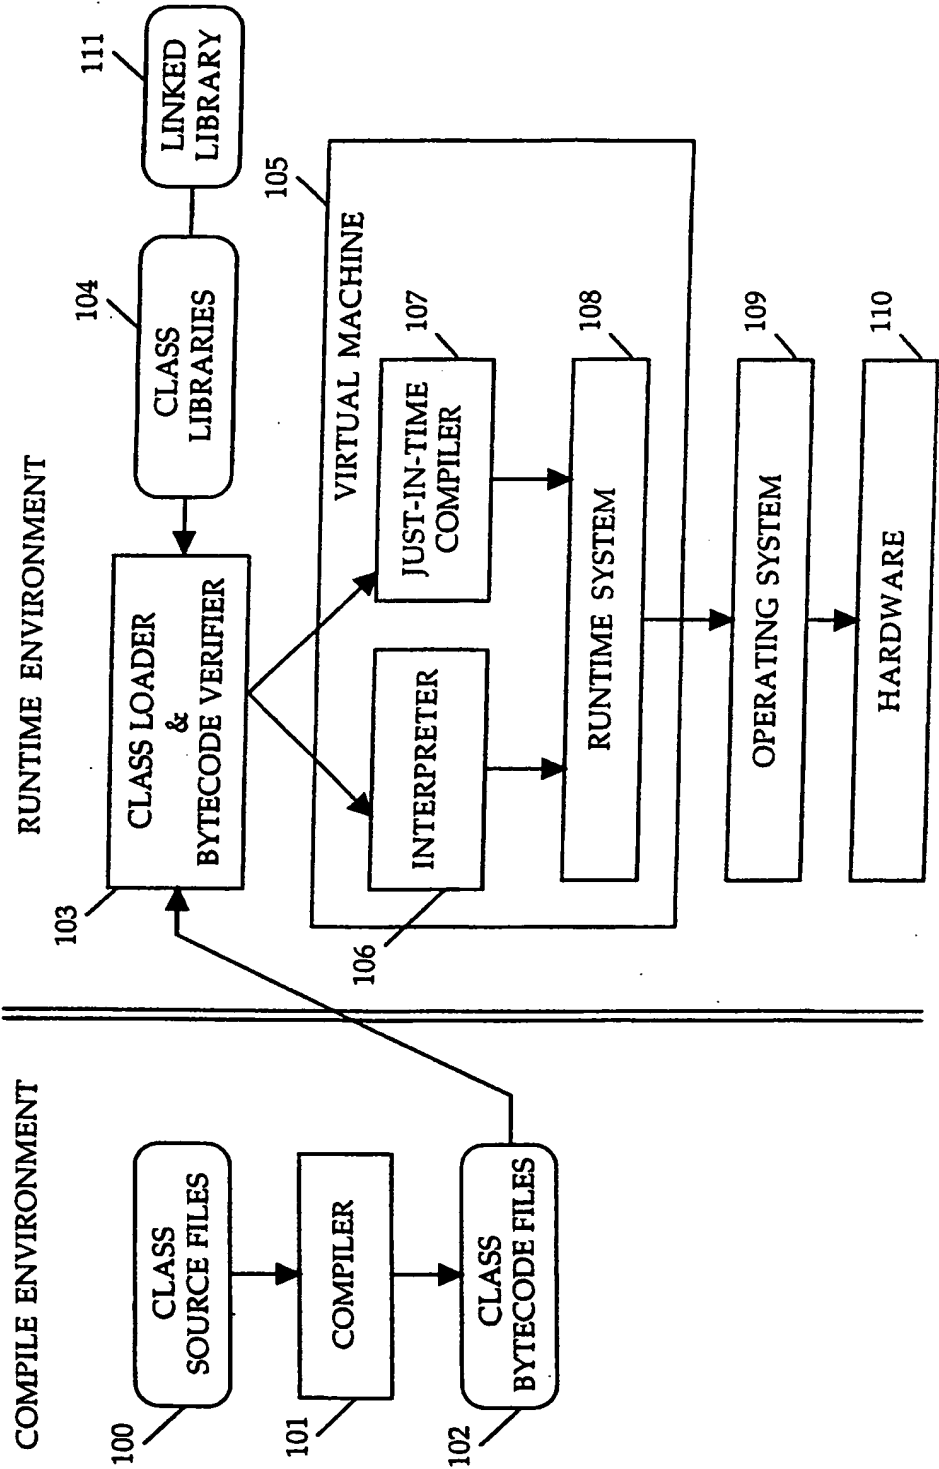 COMPILE ENVIRONMENT
100
CLASS
SOURCE FILES
101
COMPILER
102
CLASS
BYTECODE FILES
RUNTIME ENVIRONMENT
103
CLASS LOADER
&
BYTECODE VERIFIER
104
CLASS
LIBRARIES
111
LINKED
LIBRARY
105
VIRTUAL MACHINE
106
INTERPRETER
107
JUST-IN-TIME
COMPILER
108
RUNTIME SYSTEM
109
OPERATING SYSTEM
110
HARDWARE